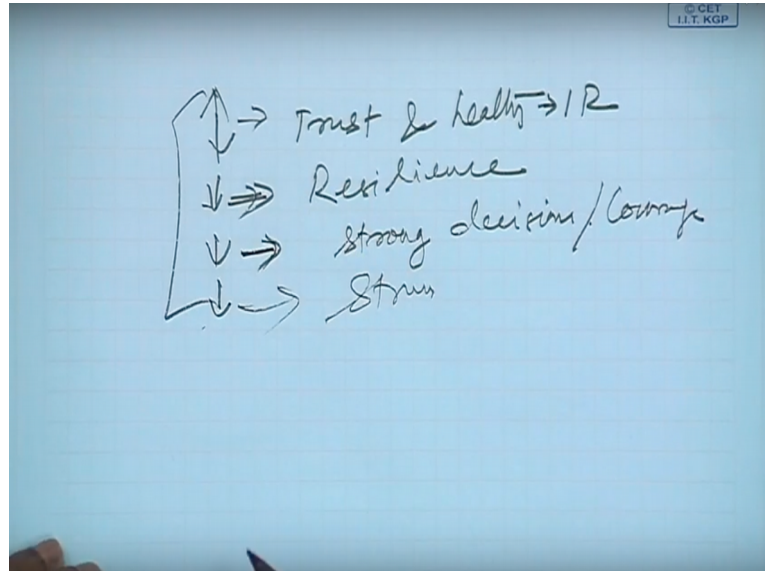 © CET
I.I.T. KGP
↕ → Trust & healthy → IR
↓ ⇒ Resilience
↓ → Strong decision/Courage
↓ → Stress